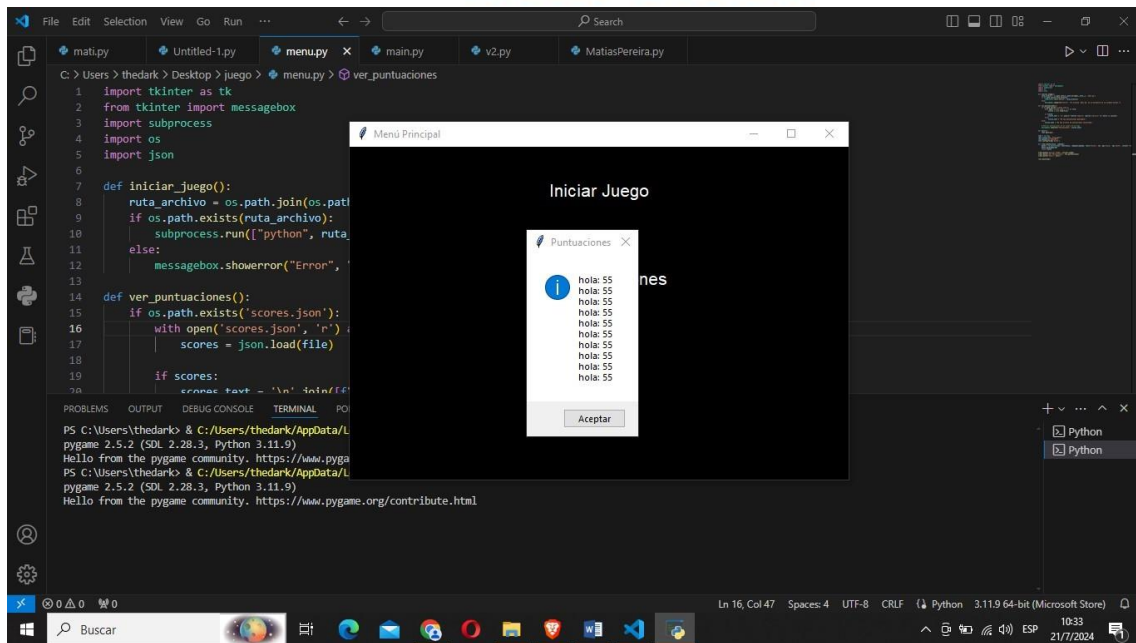 File Edit Selection View Go Run ··· Search
mati.py Untitled-1.py menu.py main.py v2.py MatiasPereira.py
C: > Users > thedark > Desktop > juego > menu.py > ver_puntuaciones
1 import tkinter as tk
2 from tkinter import messagebox
3 import subprocess
4 import os
5 import json
6
7 def iniciar_juego():
8 ruta_archivo = os.path.join(os.pat
9 if os.path.exists(ruta_archivo):
10 subprocess.run(["python", ruta_
11 else:
12 messagebox.showerror("Error", "
13
14 def ver_puntuaciones():
15 if os.path.exists('scores.json'):
16 with open('scores.json', 'r')
17 scores = json.load(file)
18
19 if scores:
20 scores_text = '\n'.join([f
Menú Principal
Iniciar Juego
nes
Puntuaciones
hola: 55
hola: 55
hola: 55
hola: 55
hola: 55
hola: 55
hola: 55
hola: 55
hola: 55
hola: 55
Aceptar
PROBLEMS OUTPUT DEBUG CONSOLE TERMINAL PO
PS C:\Users\thedark> & C:/Users/thedark/AppData/L
pygame 2.5.2 (SDL 2.28.3, Python 3.11.9)
Hello from the pygame community. https://www.pyga
PS C:\Users\thedark> & C:/Users/thedark/AppData/L
pygame 2.5.2 (SDL 2.28.3, Python 3.11.9)
Hello from the pygame community. https://www.pygame.org/contribute.html
Python
Python
0 0 0 Ln 16, Col 47 Spaces: 4 UTF-8 CRLF Python 3.11.9 64-bit (Microsoft Store)
Buscar ESP 10:33
21/7/2024